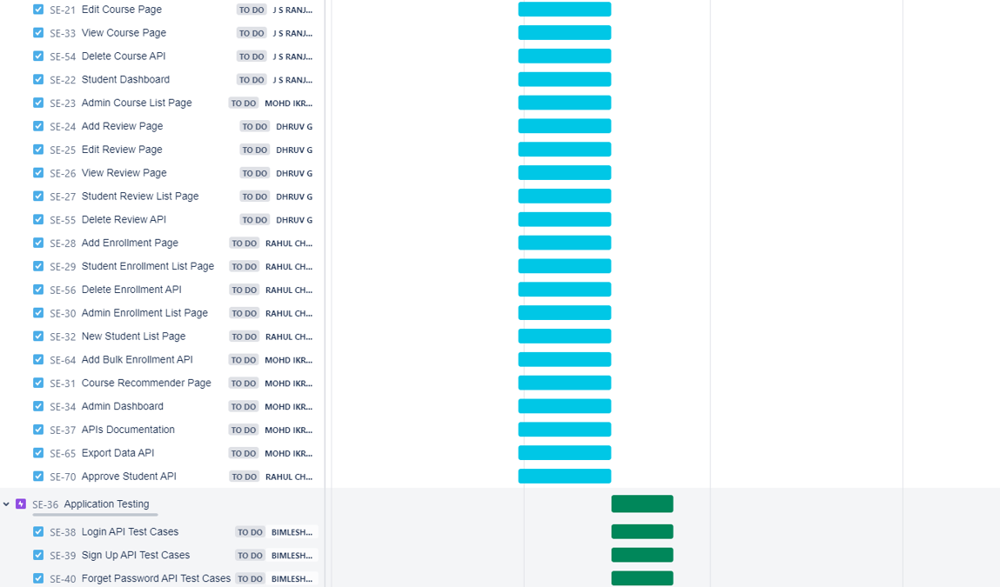 SE-21 Edit Course Page TO DO J S RANJ...
SE-33 View Course Page TO DO J S RANJ...
SE-54 Delete Course API TO DO J S RANJ...
SE-22 Student Dashboard TO DO J S RANJ...
SE-23 Admin Course List Page TO DO MOHD IKR...
SE-24 Add Review Page TO DO DHRUV G
SE-25 Edit Review Page TO DO DHRUV G
SE-26 View Review Page TO DO DHRUV G
SE-27 Student Review List Page TO DO DHRUV G
SE-55 Delete Review API TO DO DHRUV G
SE-28 Add Enrollment Page TO DO RAHUL CH...
SE-29 Student Enrollment List Page TO DO RAHUL CH...
SE-56 Delete Enrollment API TO DO RAHUL CH...
SE-30 Admin Enrollment List Page TO DO RAHUL CH...
SE-32 New Student List Page TO DO RAHUL CH...
SE-64 Add Bulk Enrollment API TO DO MOHD IKR...
SE-31 Course Recommender Page TO DO MOHD IKR...
SE-34 Admin Dashboard TO DO MOHD IKR...
SE-37 APIs Documentation TO DO MOHD IKR...
SE-65 Export Data API TO DO MOHD IKR...
SE-70 Approve Student API TO DO RAHUL CH...
SE-36 Application Testing
SE-38 Login API Test Cases TO DO BIMLESH...
SE-39 Sign Up API Test Cases TO DO BIMLESH...
SE-40 Forget Password API Test Cases TO DO BIMLESH...